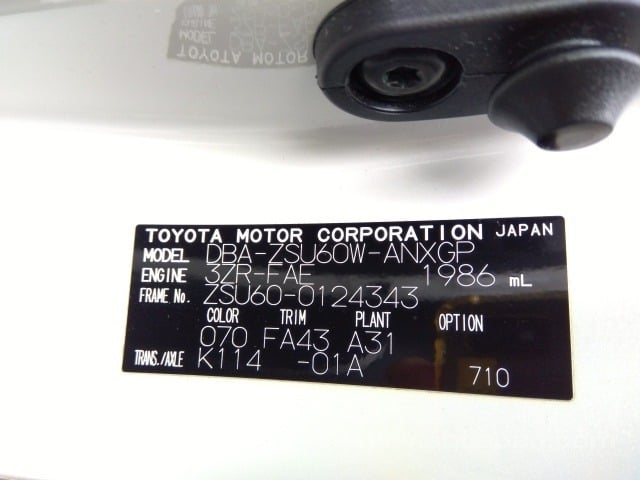 TOYOTA MOTOR CORPORATION JAPAN
MODEL DBA-ZSU60W-ANXGP
ENGINE 3ZR-FAE 1986 mL
FRAME No. ZSU60-0124343
COLOR TRIM PLANT OPTION
070 FA43 A31
TRANS./AXLE K114 -01A
710